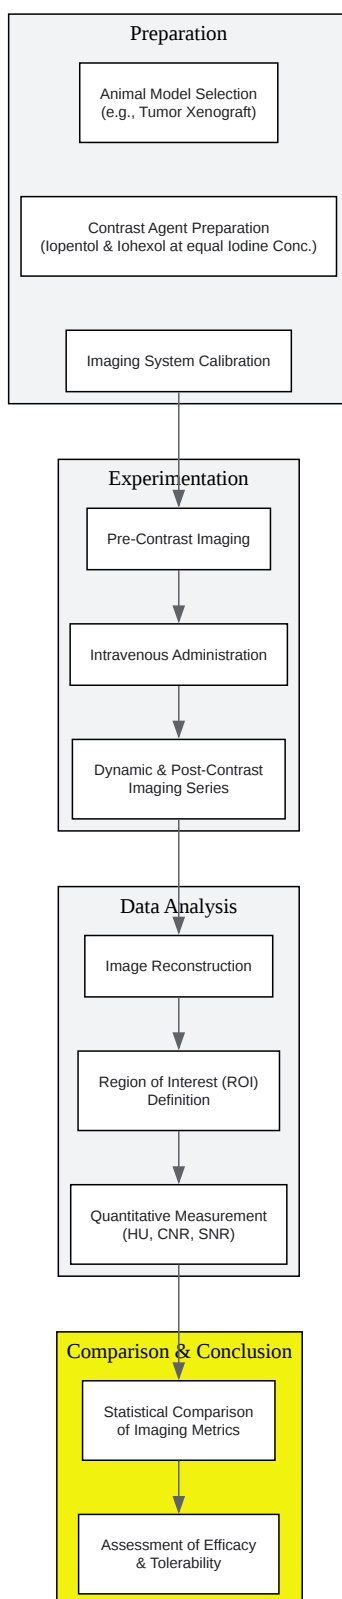 Preparation
Animal Model Selection
(e.g., Tumor Xenograft)
Contrast Agent Preparation
(Iopentol & Iohexol at equal Iodine Conc.)
Imaging System Calibration
Experimentation
Pre-Contrast Imaging
Intravenous Administration
Dynamic & Post-Contrast
Imaging Series
Data Analysis
Image Reconstruction
Region of Interest (ROI)
Definition
Quantitative Measurement
(HU, CNR, SNR)
Comparison & Conclusion
Statistical Comparison
of Imaging Metrics
Assessment of Efficacy
& Tolerability